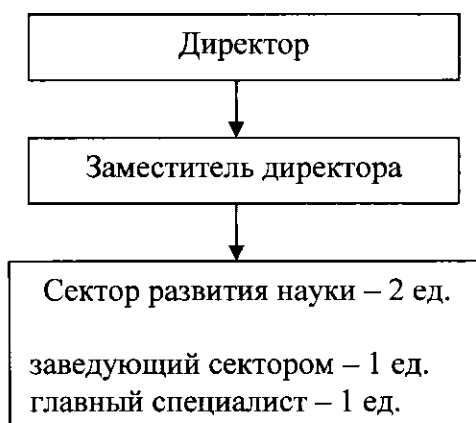 Директор
Заместитель директора
Сектор развития науки – 2 ед.
заведующий сектором – 1 ед.
главный специалист – 1 ед.